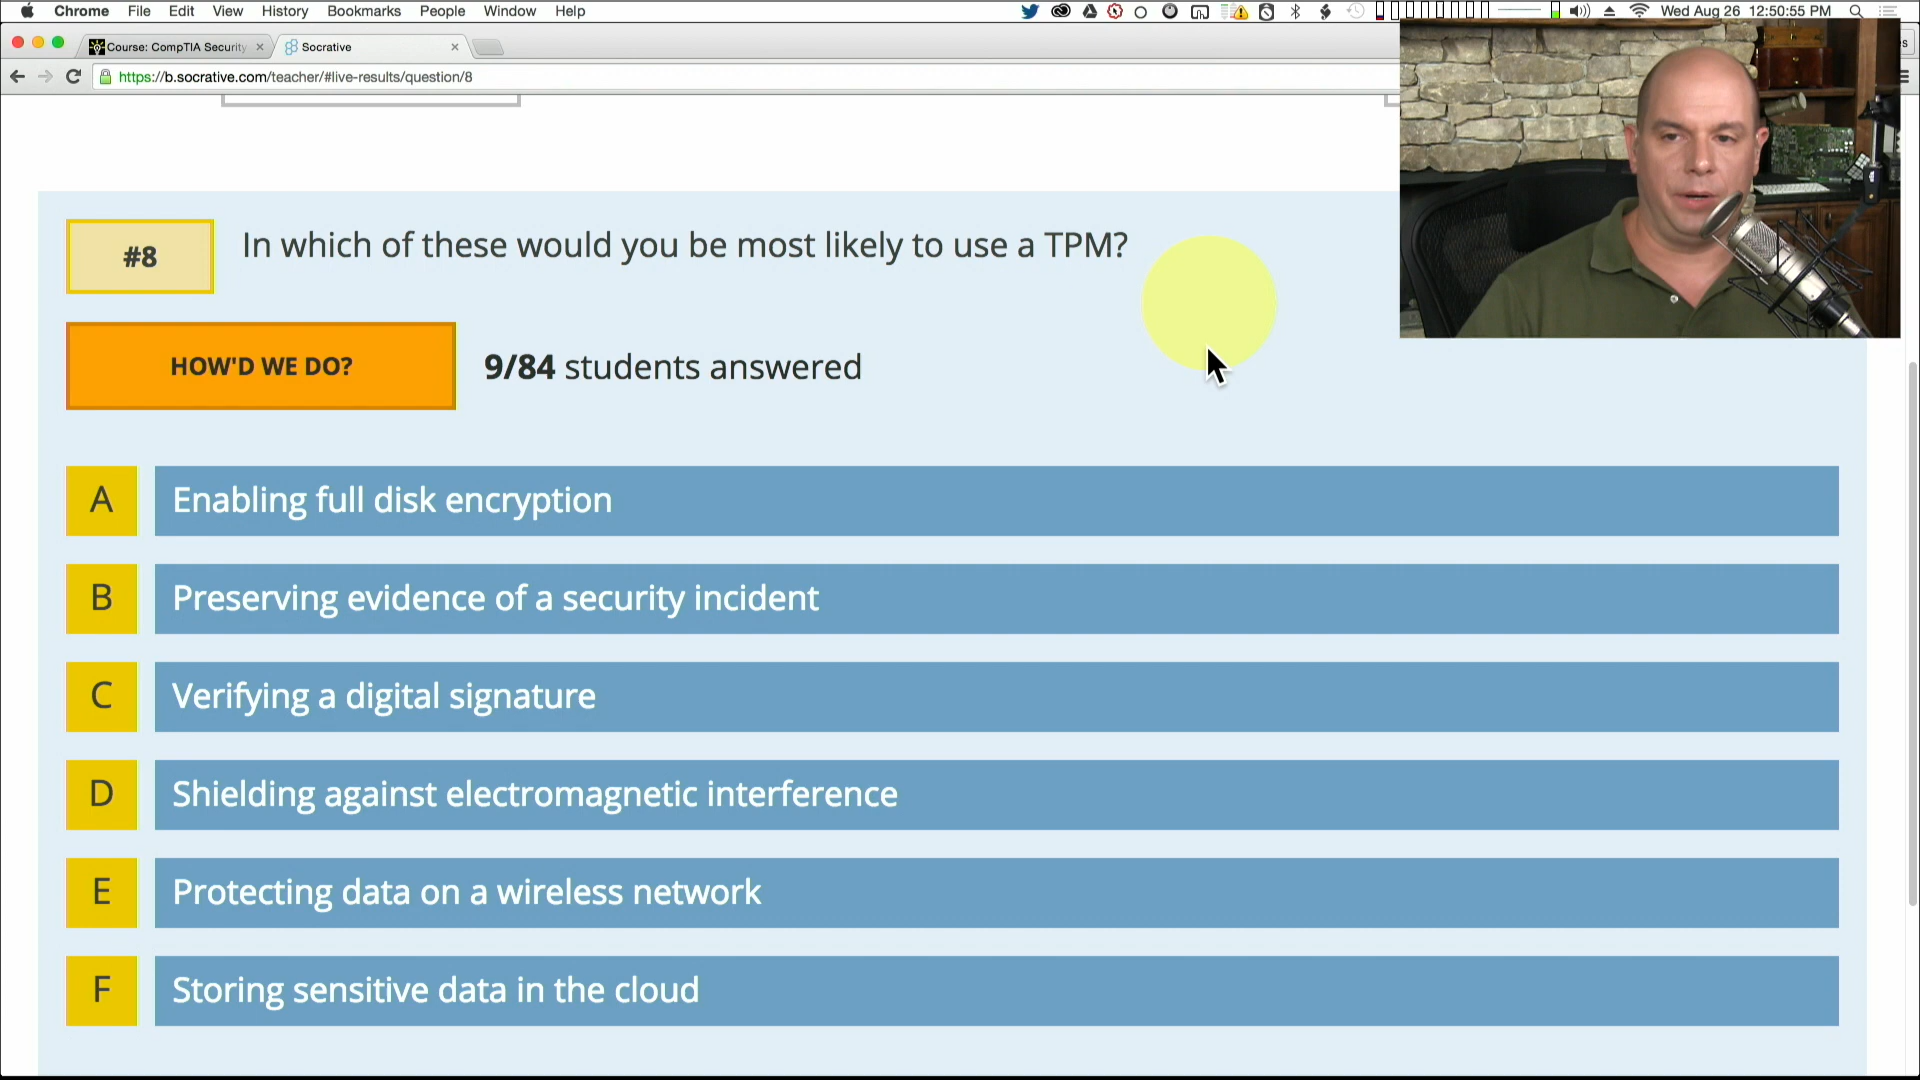 Chrome File Edit View History Bookmarks People Window Help Wed Aug 26 12:50:55 PM
Course: CompTIA Security Socrative
https://b.socrative.com/teacher/#live-results/question/8
#8 In which of these would you be most likely to use a TPM?
HOW'D WE DO? 9/84 students answered
A Enabling full disk encryption
B Preserving evidence of a security incident
C Verifying a digital signature
D Shielding against electromagnetic interference
E Protecting data on a wireless network
F Storing sensitive data in the cloud